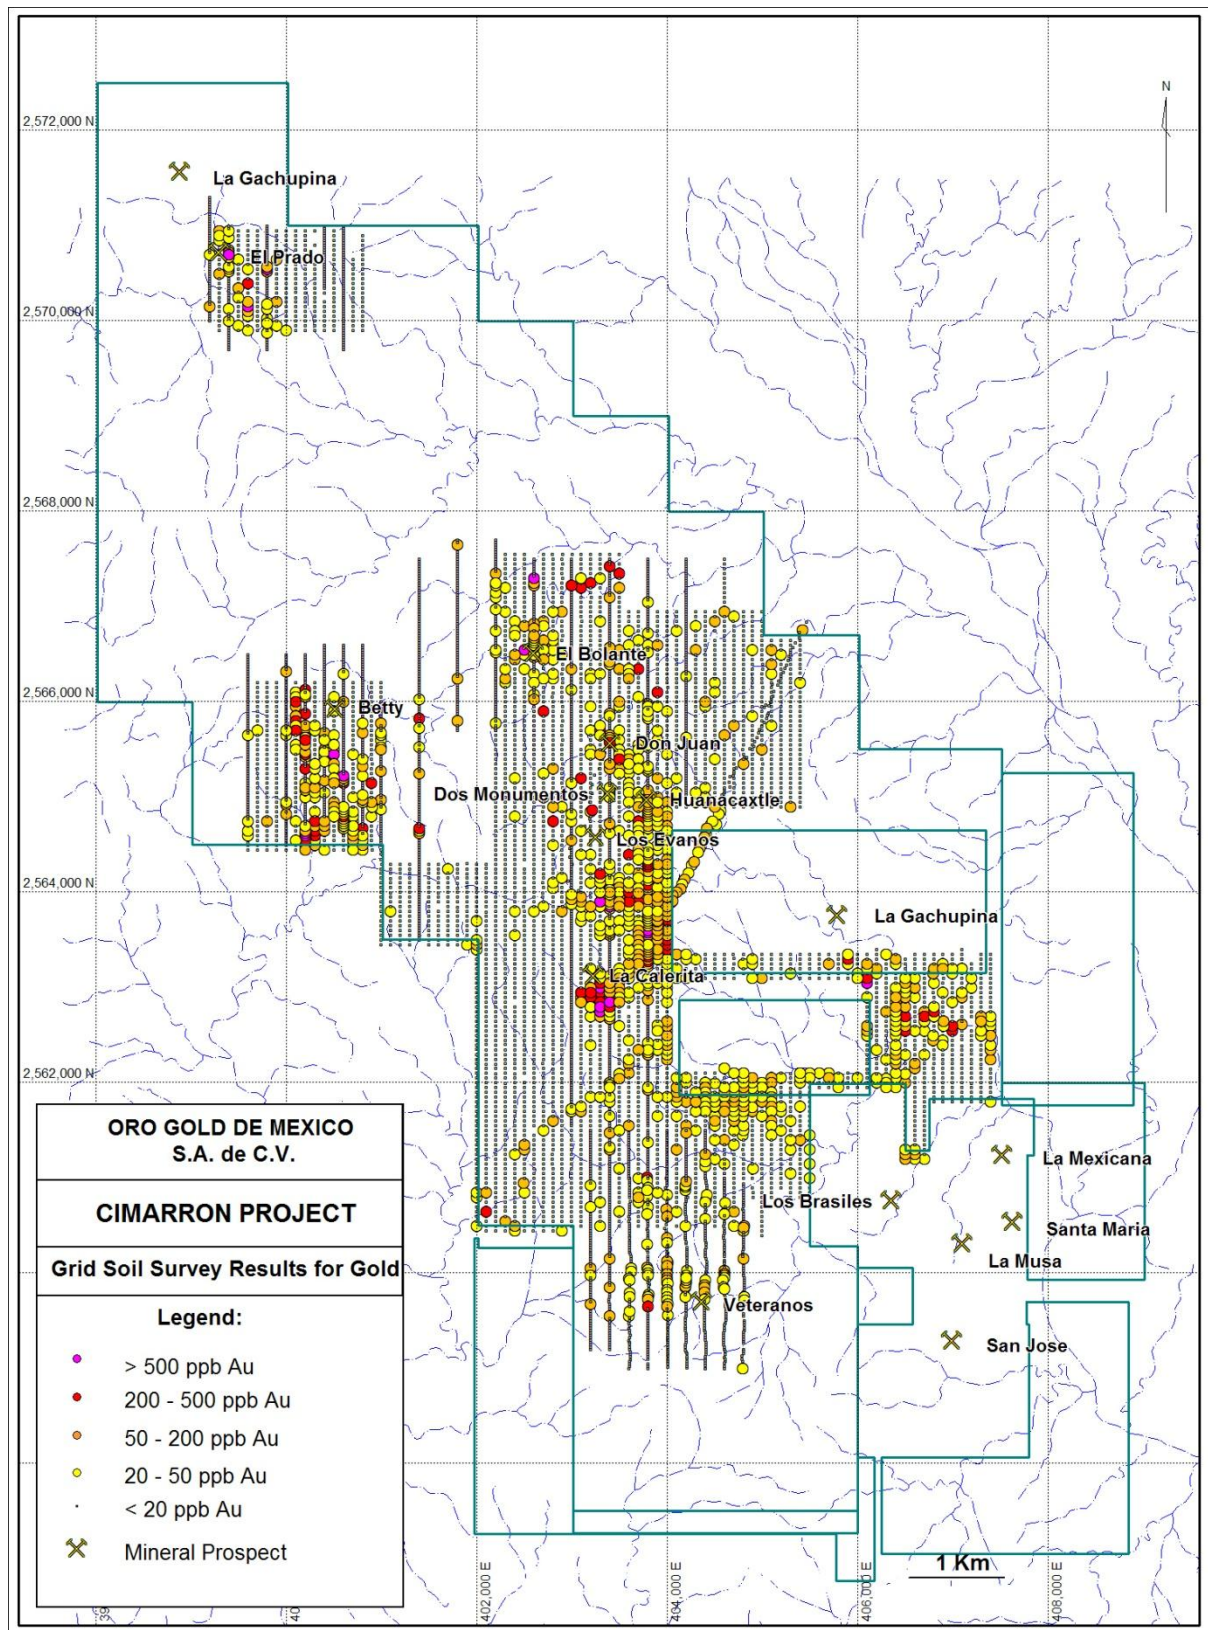 N
2,572,000 N
La Gachupina
El Prado
2,570,000 N
2,568,000 N
El Bolante
2,566,000 N
Betty
Don Juan
Dos Monumentos
Huanacaxtle
Los Evanos
2,564,000 N
La Gachupina
La Calerita
2,562,000 N
La Mexicana
Los Brasiles
Santa Maria
La Musa
Veteranos
San Jose
ORO GOLD DE MEXICO
S.A. de C.V.
CIMARRON PROJECT
Grid Soil Survey Results for Gold
Legend:
> 500 ppb Au
200 - 500 ppb Au
50 - 200 ppb Au
20 - 50 ppb Au
< 20 ppb Au
Mineral Prospect
1 Km
402,000 E
404,000 E
406,000 E
408,000 E